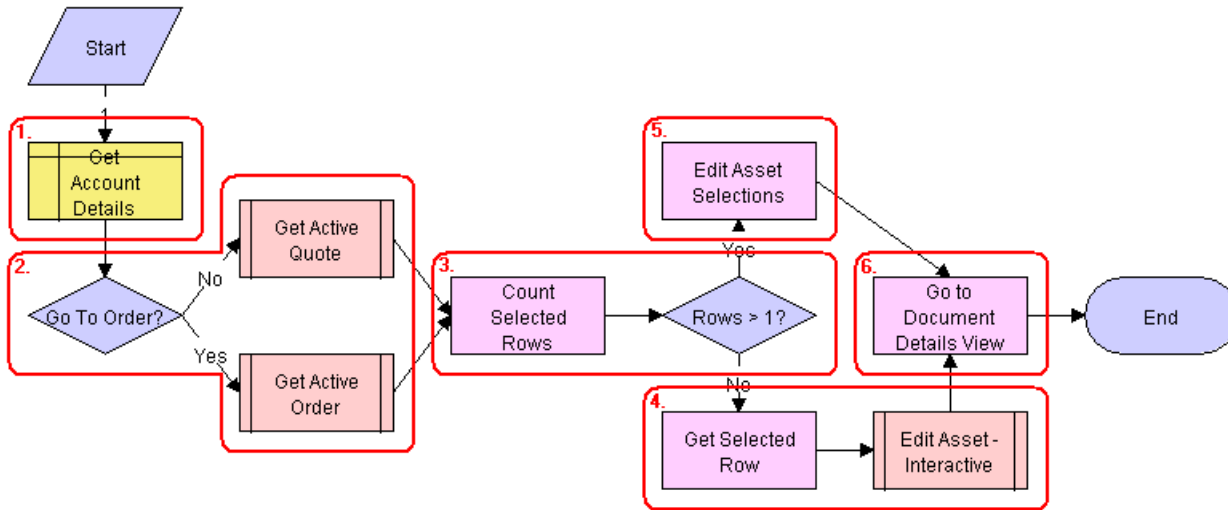 Start
1
1.
Get
Account
Details
2.
Go To Order?
No
Yes
Get Active
Quote
Get Active
Order
3.
Count
Selected
Rows
Rows > 1?
Yes
No
5.
Edit Asset
Selections
4.
Get Selected
Row
Edit Asset -
Interactive
6.
Go to
Document
Details View
End